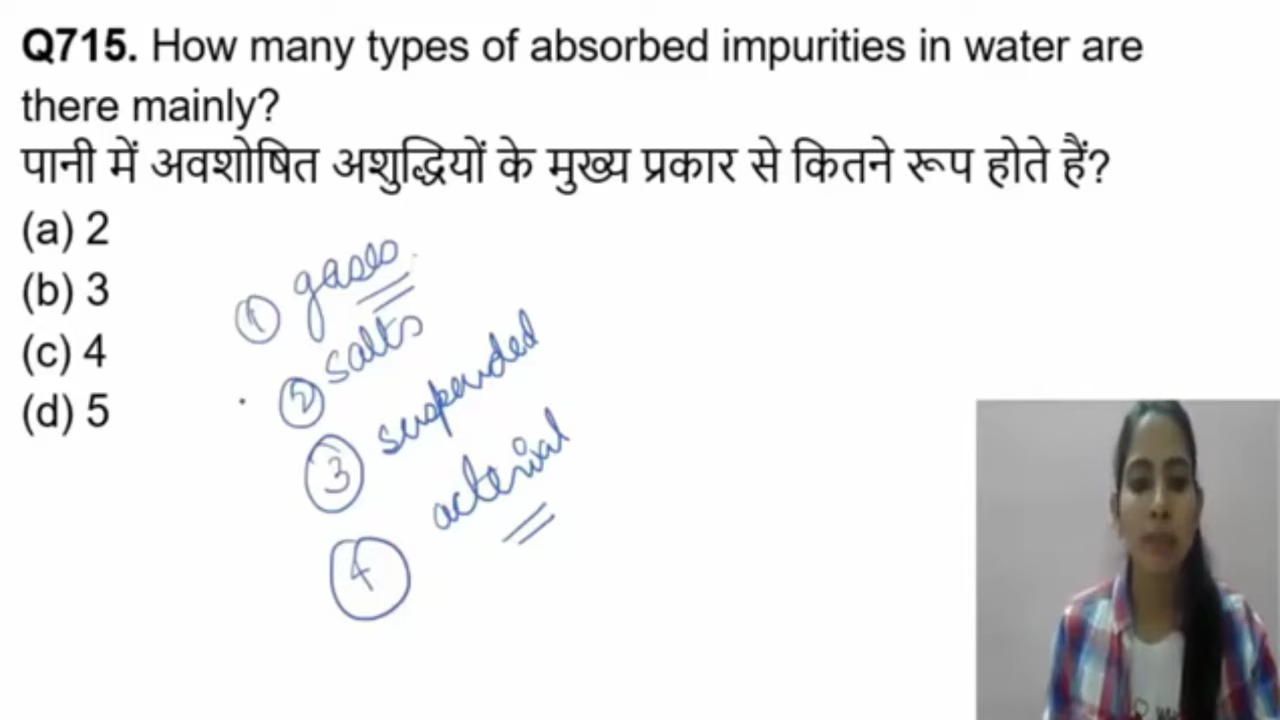 Q715. How many types of absorbed impurities in water are
there mainly?
पानी में अवशोषित अशुद्धियों के मुख्य प्रकार से कितने रूप होते हैं?
(a) 2
(b) 3
(c) 4
(d) 5
① gases
② salts
③ suspended
④ acterial